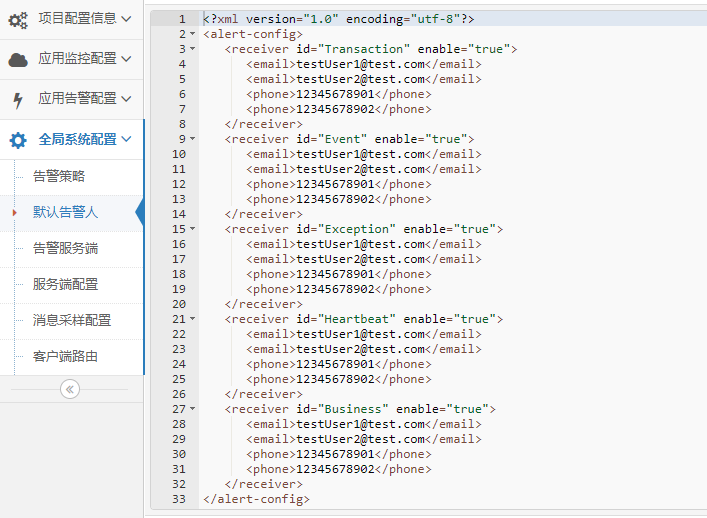 项目配置信息
应用监控配置
应用告警配置
全局系统配置
告警策略
默认告警人
告警服务端
服务端配置
消息采样配置
客户端路由
1 <?xml version="1.0" encoding="utf-8"?>
2 <alert-config>
3 <receiver id="Transaction" enable="true">
4 <email>testUser1@test.com</email>
5 <email>testUser2@test.com</email>
6 <phone>12345678901</phone>
7 <phone>12345678902</phone>
8 </receiver>
9 <receiver id="Event" enable="true">
10 <email>testUser1@test.com</email>
11 <email>testUser2@test.com</email>
12 <phone>12345678901</phone>
13 <phone>12345678902</phone>
14 </receiver>
15 <receiver id="Exception" enable="true">
16 <email>testUser1@test.com</email>
17 <email>testUser2@test.com</email>
18 <phone>12345678901</phone>
19 <phone>12345678902</phone>
20 </receiver>
21 <receiver id="Heartbeat" enable="true">
22 <email>testUser1@test.com</email>
23 <email>testUser2@test.com</email>
24 <phone>12345678901</phone>
25 <phone>12345678902</phone>
26 </receiver>
27 <receiver id="Business" enable="true">
28 <email>testUser1@test.com</email>
29 <email>testUser2@test.com</email>
30 <phone>12345678901</phone>
31 <phone>12345678902</phone>
32 </receiver>
33 </alert-config>